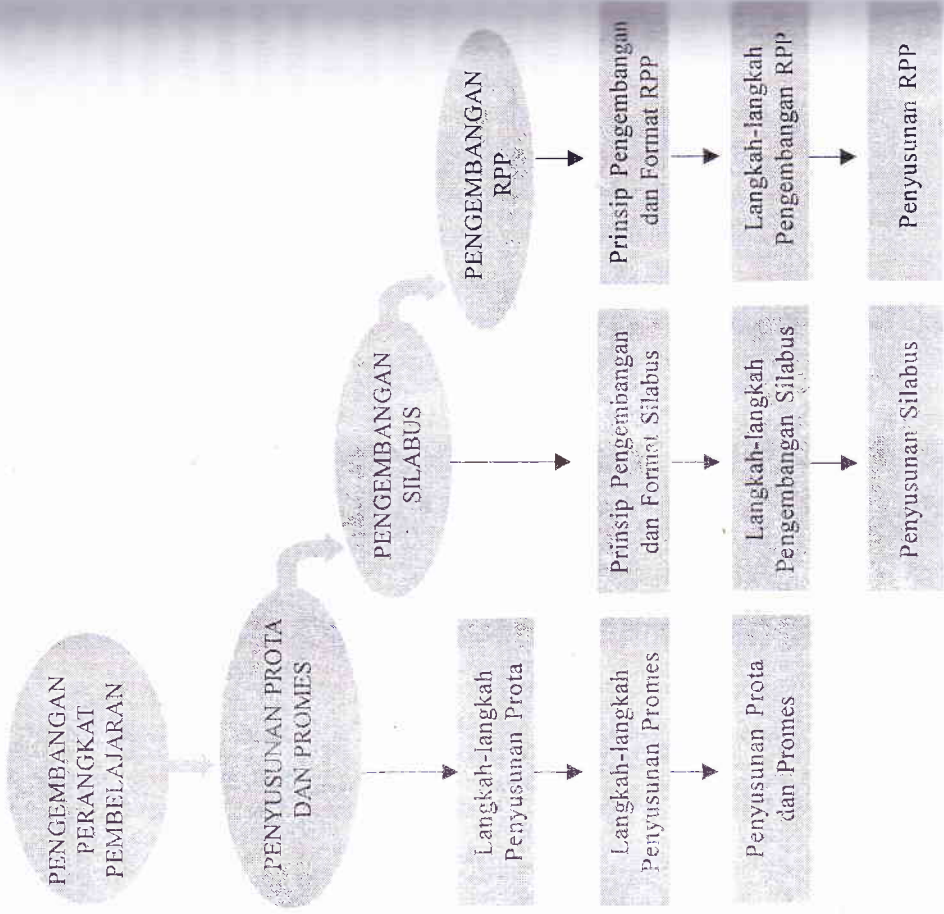 PENGEMBANGAN
PERANGKAT
PEMBELAJARAN
PENYUSUNAN PROTA
DAN PROMES
Langkah-langkah
Penyusunan Prota
Langkah-langkah
Penyusunan Promes
Penyusunan Prota
dan Promes
PENGEMBANGAN
SILABUS
Prinsip Pengembangan
dan Format Silabus
Langkah-langkah
Pengembangan Silabus
Penyusunan Silabus
PENGEMBANGAN
RPP
Prinsip Pengembangan
dan Format RPP
Langkah-langkah
Pengembangan RPP
Penyusunan RPP